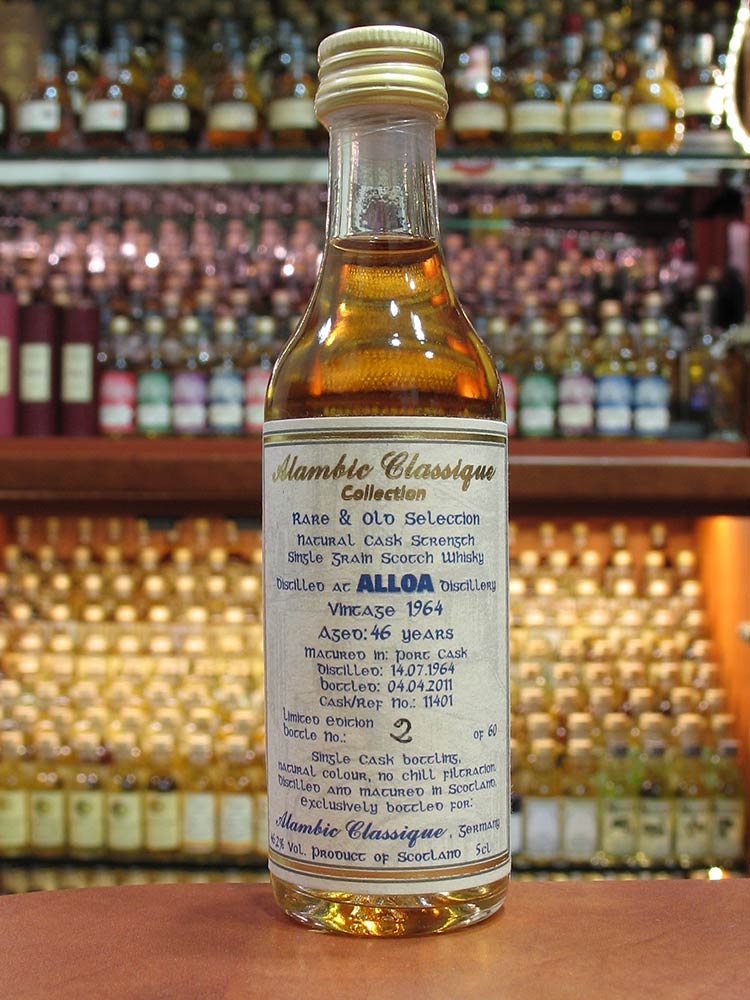 Alambic Classique
Collection
Rare & Old Selection
Natural Cask Strength
Single Grain Scotch Whisky
Distilled at ALLOA Distillery
Vintage 1964
Aged: 46 years
Matured in: Port Cask
Distilled: 14.07.1964
bottled: 04.04.2011
Cask/Ref No.: 11401
Limited edition
bottle no.: 2 of 60
Single Cask bottling,
natural colour, no chill filtration,
Distilled and matured in Scotland,
exclusively bottled for:
Alambic Classique, Germany
Vol. Product of Scotland 5cl